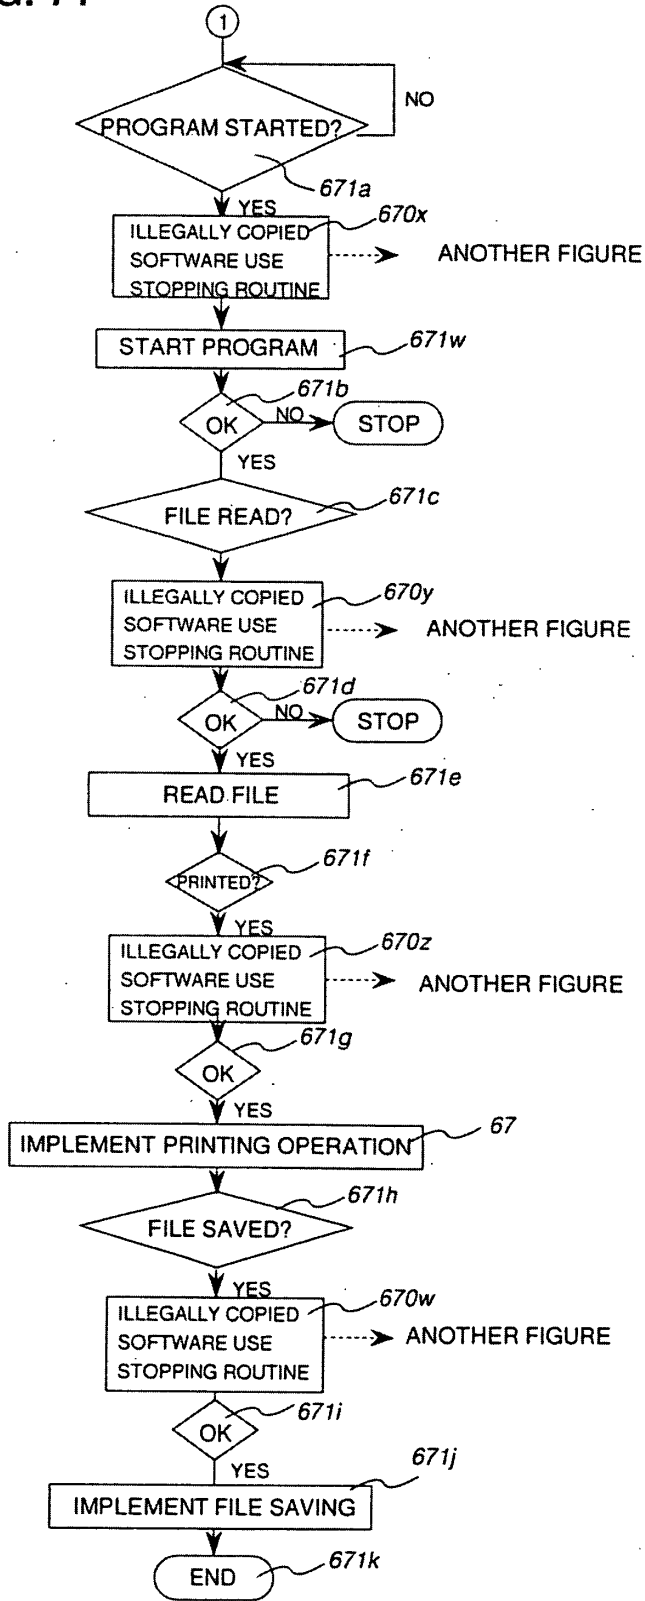 1
PROGRAM STARTED?
NO
671a
YES
670x
ILLEGALLY COPIED
SOFTWARE USE
STOPPING ROUTINE
ANOTHER FIGURE
START PROGRAM
671w
671b
OK
NO
STOP
YES
FILE READ?
671c
ILLEGALLY COPIED
SOFTWARE USE
STOPPING ROUTINE
670y
ANOTHER FIGURE
671d
OK
NO
STOP
YES
READ FILE
671e
PRINTED?
671f
YES
ILLEGALLY COPIED
SOFTWARE USE
STOPPING ROUTINE
670z
ANOTHER FIGURE
671g
OK
YES
IMPLEMENT PRINTING OPERATION
67
FILE SAVED?
671h
YES
ILLEGALLY COPIED
SOFTWARE USE
STOPPING ROUTINE
670w
ANOTHER FIGURE
671i
OK
YES
671j
IMPLEMENT FILE SAVING
END
671k